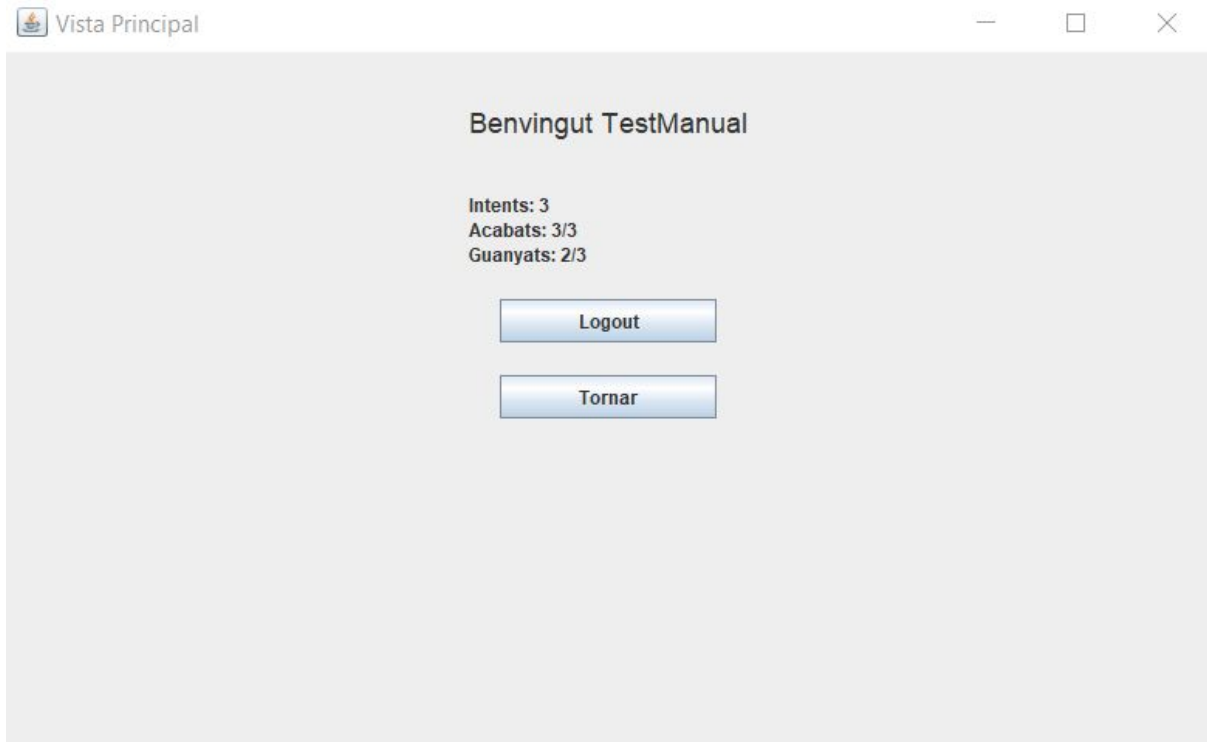 Vista Principal
Benvingut TestManual
Intents: 3
Acabats: 3/3
Guanyats: 2/3
Logout
Tornar